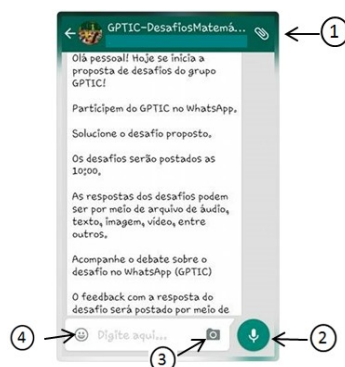 GPTIC-DesafiosMatemá...
1
Olá pessoal! Hoje se inicia a
proposta de desafios do grupo
GPTIC!
Participem do GPTIC no WhatsApp.
Solucione o desafio proposto.
Os desafios serão postados as
10:00.
As respostas dos desafios podem
ser por meio de arquivo de áudio,
texto, imagem, vídeo, entre
outros.
Acompanhe o debate sobre o
desafio no WhatsApp (GPTIC)
O feedback com a resposta do
desafio será postado por meio de
4
Digite aqui...
2
3